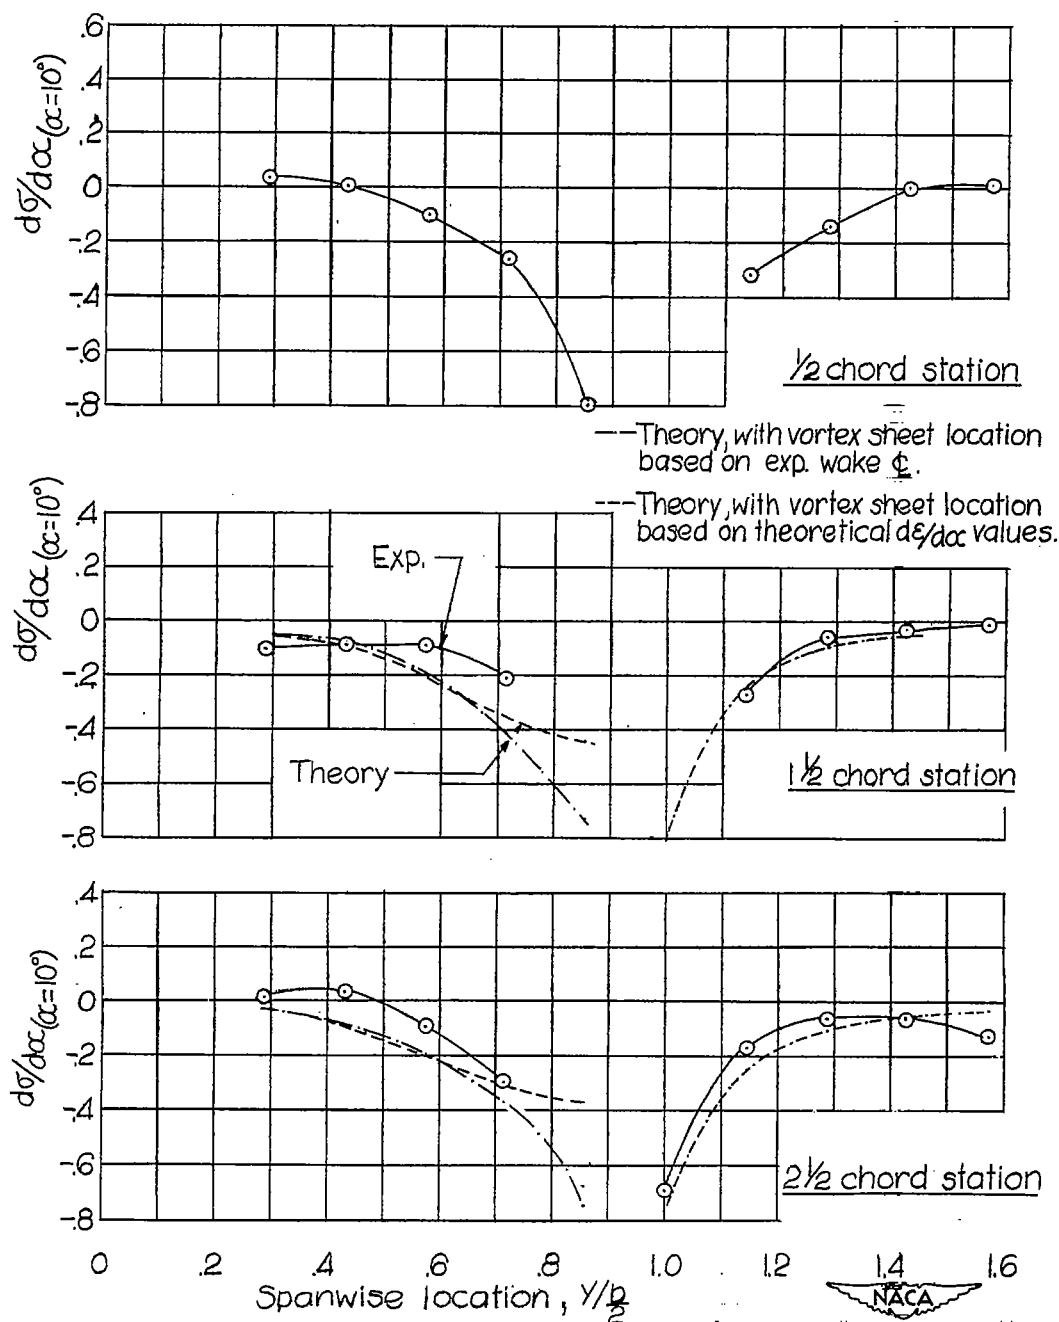 .6
.4
.2
0
-.2
-.4
-.6
-.8
dσ/dα(α=10°)
1/2 chord station
—·—Theory, with vortex sheet location
based on exp. wake ℄.
----Theory, with vortex sheet location
based on theoretical dε/dα values.
.4
.2
0
-.2
-.4
-.6
-.8
dσ/dα(α=10°)
Exp.
Theory
1 1/2 chord station
.4
.2
0
-.2
-.4
-.6
-.8
dσ/dα(α=10°)
2 1/2 chord station
0 .2 .4 .6 .8 1.0 1.2 1.4 1.6
Spanwise location, Y/b/2
NACA